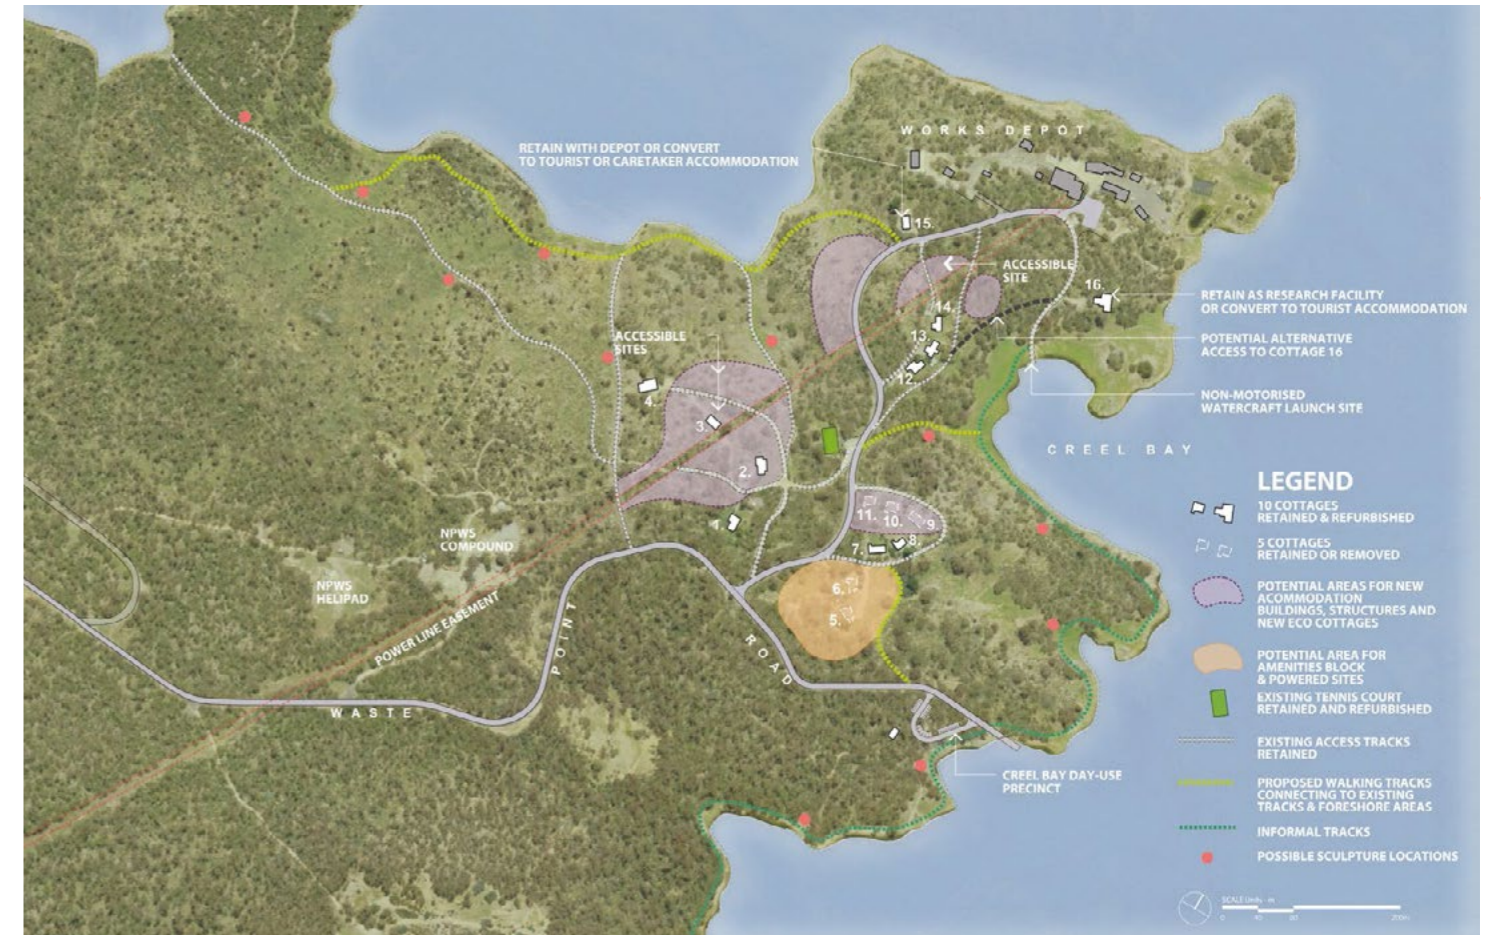 WORKS DEPOT
RETAIN WITH DEPOT OR CONVERT
TO TOURIST OR CARETAKER ACCOMMODATION
15.
ACCESSIBLE
SITE
16.
RETAIN AS RESEARCH FACILITY
OR CONVERT TO TOURIST ACCOMMODATION
14.
13.
12.
ACCESSIBLE
SITES
POTENTIAL ALTERNATIVE
ACCESS TO COTTAGE 16
4.
3.
2.
1.
NON-MOTORISED
WATERCRAFT LAUNCH SITE
CREEL BAY
11.
10.
9.
8.
7.
6.
5.
NPWS
COMPOUND
NPWS
HELIPAD
POWER LINE EASEMENT
WASTE
POINT
ROAD
CREEL BAY DAY-USE
PRECINCT
LEGEND
10 COTTAGES
RETAINED & REFURBISHED
5 COTTAGES
RETAINED OR REMOVED
POTENTIAL AREAS FOR NEW
ACOMMODATION
BUILDINGS, STRUCTURES AND
NEW ECO COTTAGES
POTENTIAL AREA FOR
AMENITIES BLOCK
& POWERED SITES
EXISTING TENNIS COURT
RETAINED AND REFURBISHED
EXISTING ACCESS TRACKS
RETAINED
PROPOSED WALKING TRACKS
CONNECTING TO EXISTING
TRACKS & FORESHORE AREAS
INFORMAL TRACKS
POSSIBLE SCULPTURE LOCATIONS
SCALE Units - m
0 40 80 200m